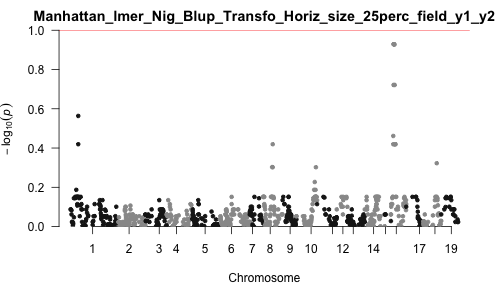 Manhattan_lmer_Nig_Blup_Transfo_Horiz_size_25perc_field_y1_y2
1.0
0.8
0.6
0.4
0.2
0.0
− log10(p)
1 2 3 4 5 6 7 8 9 10 12 14 17 19
Chromosome